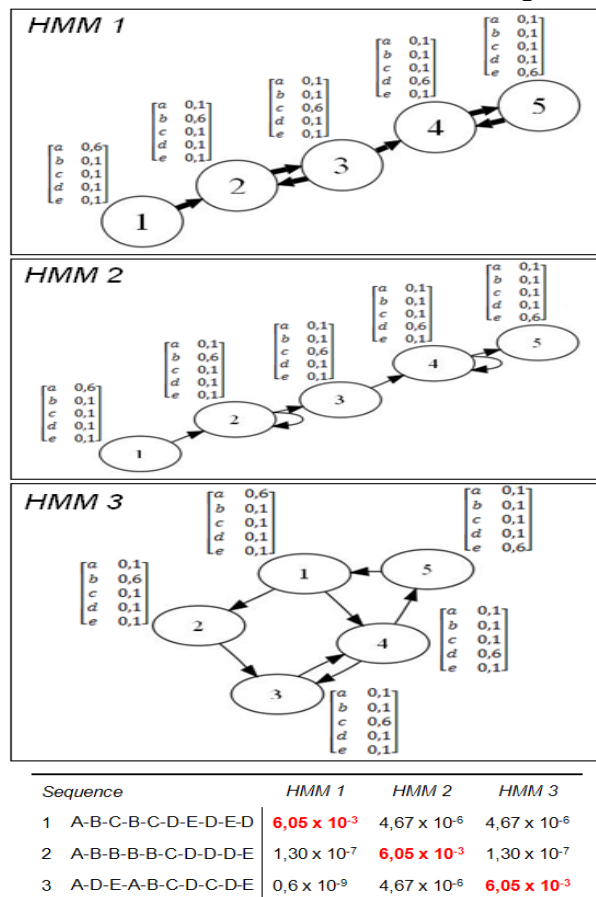 HMM 1
a 0,6
b 0,1
c 0,1
d 0,1
e 0,1
1
a 0,1
b 0,6
c 0,1
d 0,1
e 0,1
2
a 0,1
b 0,1
c 0,6
d 0,1
e 0,1
3
a 0,1
b 0,1
c 0,1
d 0,6
e 0,1
4
a 0,1
b 0,1
c 0,1
d 0,1
e 0,6
5
HMM 2
a 0,6
b 0,1
c 0,1
d 0,1
e 0,1
1
a 0,1
b 0,6
c 0,1
d 0,1
e 0,1
2
a 0,1
b 0,1
c 0,6
d 0,1
e 0,1
3
a 0,1
b 0,1
c 0,1
d 0,6
e 0,1
4
a 0,1
b 0,1
c 0,1
d 0,1
e 0,6
5
HMM 3
a 0,6
b 0,1
c 0,1
d 0,1
e 0,1
1
a 0,1
b 0,1
c 0,1
d 0,1
e 0,6
5
a 0,1
b 0,6
c 0,1
d 0,1
e 0,1
2
a 0,1
b 0,1
c 0,1
d 0,6
e 0,1
4
a 0,1
b 0,1
c 0,6
d 0,1
e 0,1
3
Sequence HMM 1 HMM 2 HMM 3
1 A-B-C-B-C-D-E-D-E-D 6,05 x 10⁻³ 4,67 x 10⁻⁶ 4,67 x 10⁻⁶
2 A-B-B-B-B-C-D-D-D-E 1,30 x 10⁻⁷ 6,05 x 10⁻³ 1,30 x 10⁻⁷
3 A-D-E-A-B-C-D-C-D-E 0,6 x 10⁻⁹ 4,67 x 10⁻⁶ 6,05 x 10⁻³